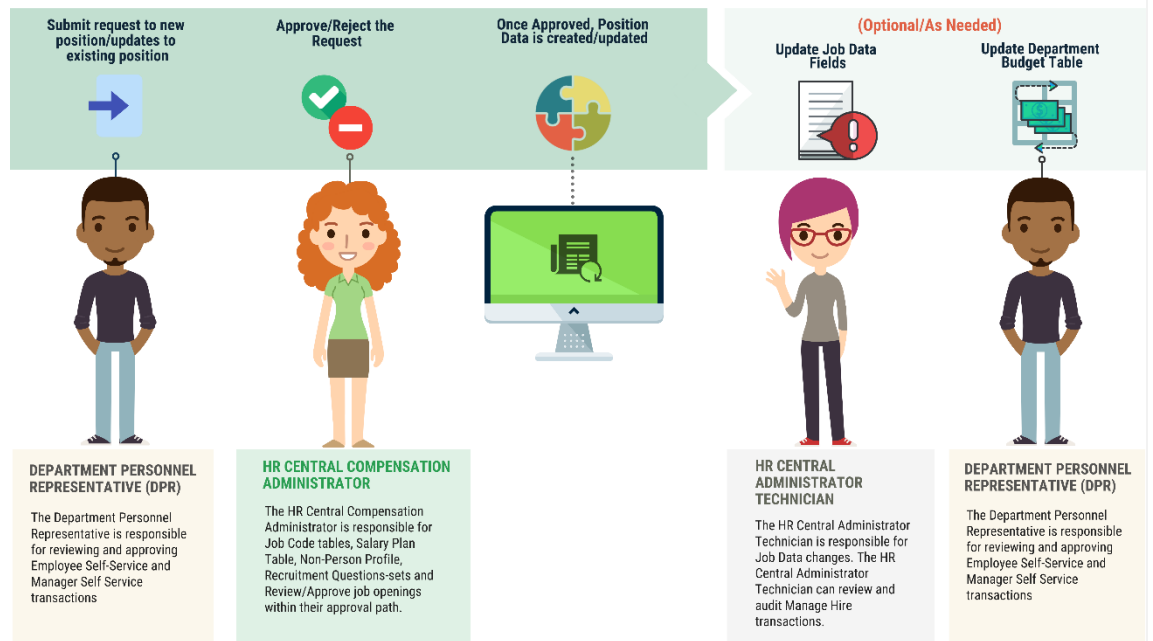 Submit request to new
position/updates to
existing position
Approve/Reject the
Request
Once Approved, Position
Data is created/updated
(Optional/As Needed)
Update Job Data
Fields
Update Department
Budget Table
DEPARTMENT PERSONNEL
REPRESENTATIVE (DPR)
The Department Personnel
Representative is responsible
for reviewing and approving
Employee Self-Service and
Manager Self Service
transactions
HR CENTRAL COMPENSATION
ADMINISTRATOR
The HR Central Compensation
Administrator is responsible for
Job Code tables, Salary Plan
Table, Non-Person Profile,
Recruitment Questions-sets and
Review/Approve job openings
within their approval path.
HR CENTRAL
ADMINISTRATOR
TECHNICIAN
The HR Central Administrator
Technician is responsible for
Job Data changes. The HR
Central Administrator
Technician can review and
audit Manage Hire
transactions.
DEPARTMENT PERSONNEL
REPRESENTATIVE (DPR)
The Department Personnel
Representative is responsible
for reviewing and approving
Employee Self-Service and
Manager Self Service
transactions